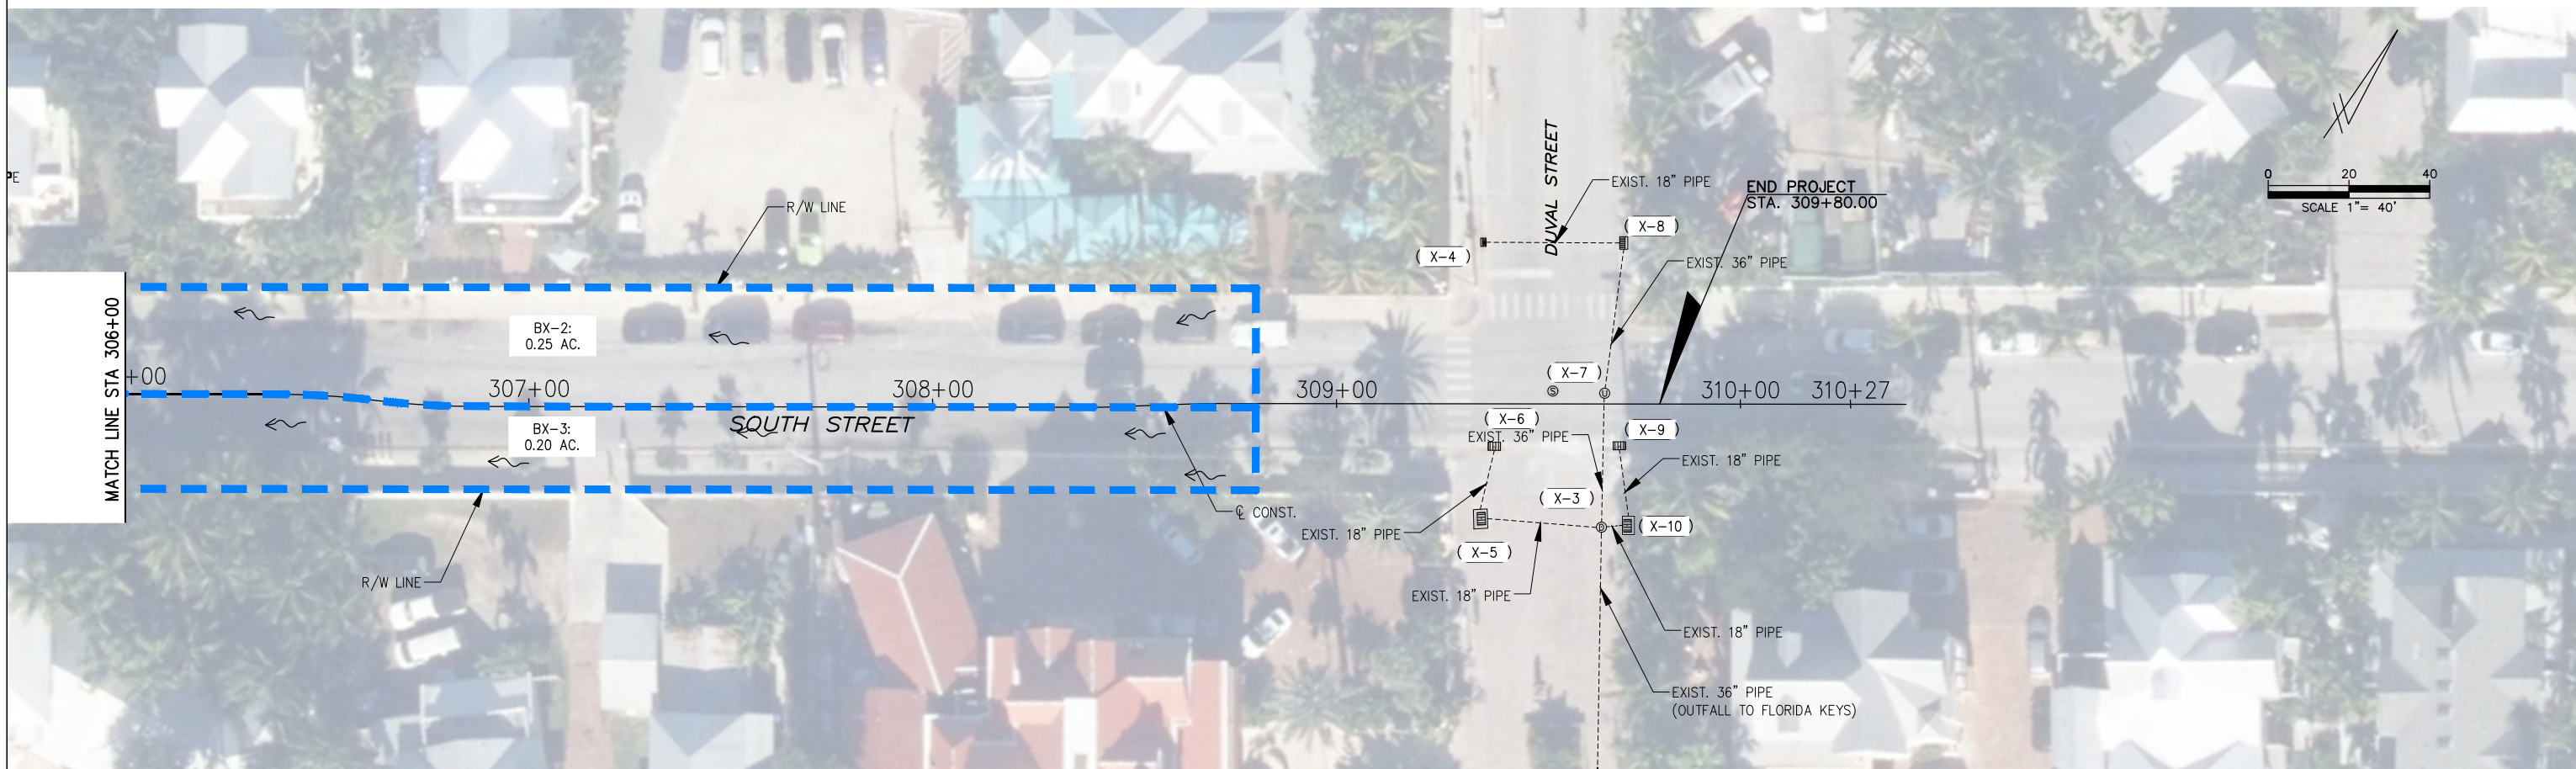 PE
MATCH LINE STA 306+00
+00
R/W LINE
BX-2:
0.25 AC.
307+00
308+00
309+00
310+00
310+27
SOUTH STREET
BX-3:
0.20 AC.
R/W LINE
℄ CONST.
DUVAL STREET
EXIST. 18" PIPE
(X-4)
(X-8)
EXIST. 36" PIPE
END PROJECT
STA. 309+80.00
(X-7)
S
D
(X-6)
EXIST. 36" PIPE
(X-9)
EXIST. 18" PIPE
(X-3)
EXIST. 18" PIPE
D
(X-10)
(X-5)
EXIST. 18" PIPE
EXIST. 18" PIPE
EXIST. 36" PIPE
(OUTFALL TO FLORIDA KEYS)
N
0 20 40
SCALE 1"= 40'